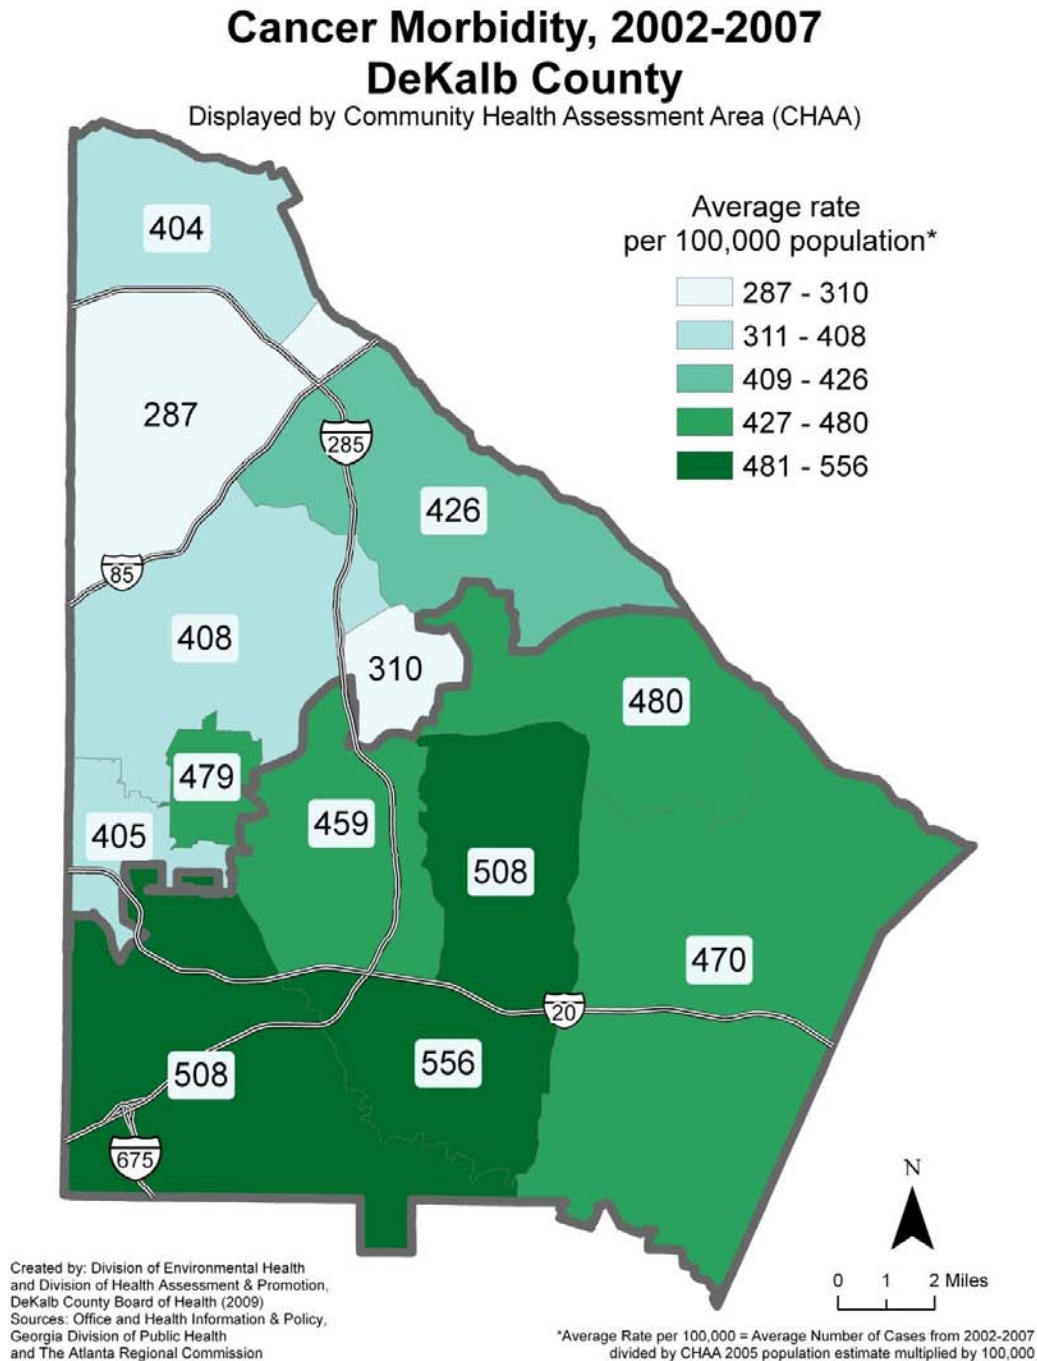 Cancer Morbidity, 2002-2007
DeKalb County
Displayed by Community Health Assessment Area (CHAA)
Average rate
per 100,000 population*
287 - 310
311 - 408
409 - 426
427 - 480
481 - 556
404
287
285
426
85
408
310
480
479
459
405
508
470
20
508
556
675
N
0 1 2 Miles
Created by: Division of Environmental Health
and Division of Health Assessment & Promotion,
DeKalb County Board of Health (2009)
Sources: Office and Health Information & Policy,
Georgia Division of Public Health
and The Atlanta Regional Commission
*Average Rate per 100,000 = Average Number of Cases from 2002-2007
divided by CHAA 2005 population estimate multiplied by 100,000